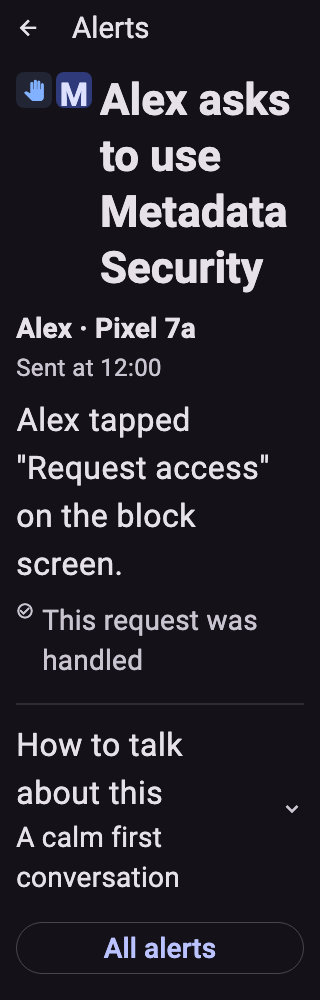 Alerts
M
Alex asks
to use
Metadata
Security
Alex · Pixel 7a
Sent at 12:00
Alex tapped
"Request access"
on the block
screen.
This request was
handled
How to talk
about this
A calm first
conversation
All alerts